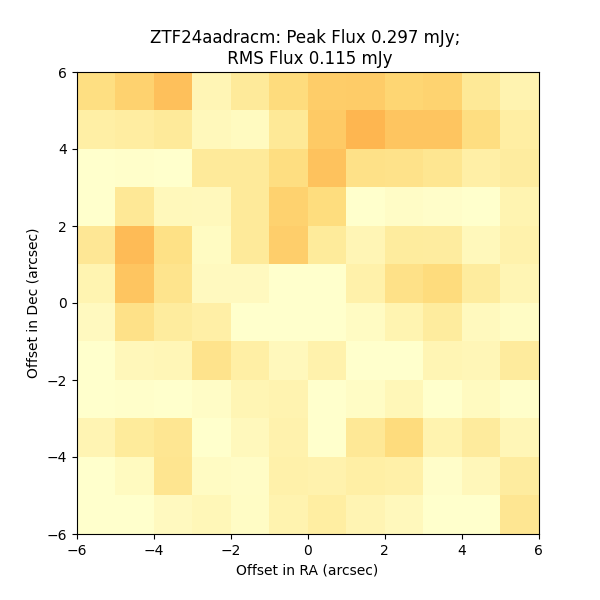 ZTF24aadracm: Peak Flux 0.297 mJy;
RMS Flux 0.115 mJy
6
4
2
0
−2
−4
−6
Offset in Dec (arcsec)
−6 −4 −2 0 2 4 6
Offset in RA (arcsec)